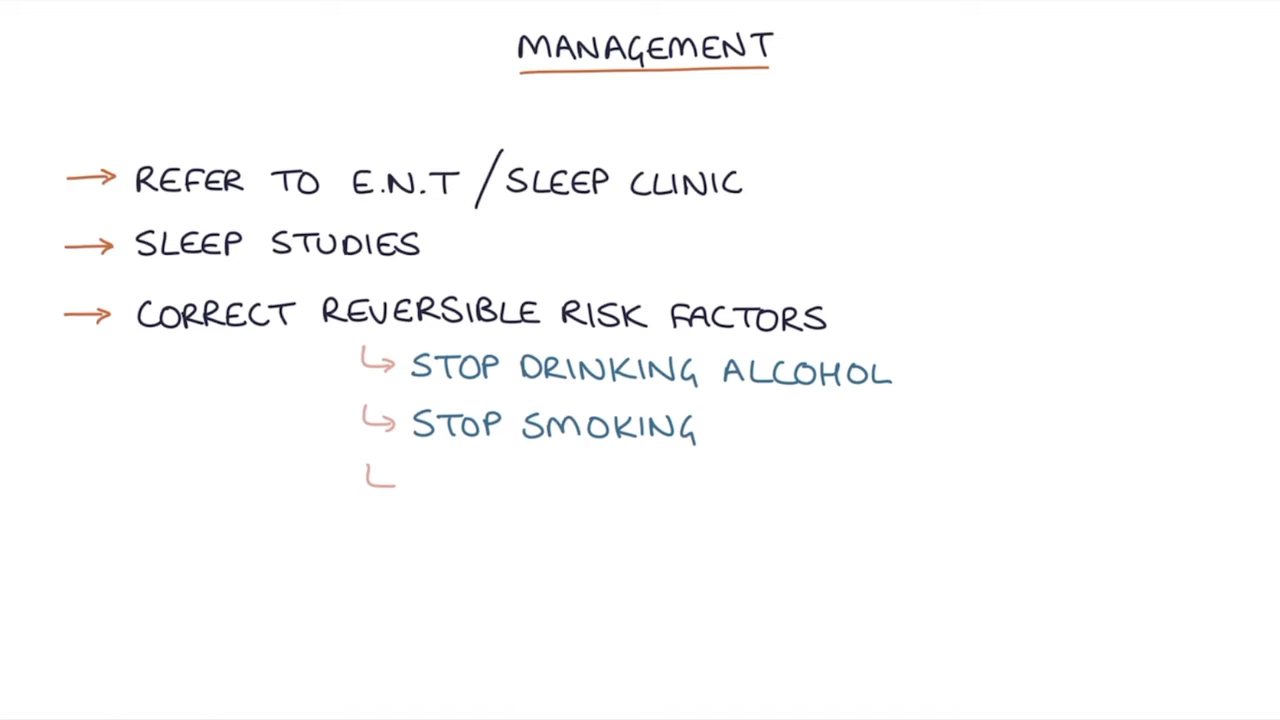 MANAGEMENT
→ REFER TO E.N.T / SLEEP CLINIC
→ SLEEP STUDIES
→ CORRECT REVERSIBLE RISK FACTORS
↳ STOP DRINKING ALCOHOL
↳ STOP SMOKING